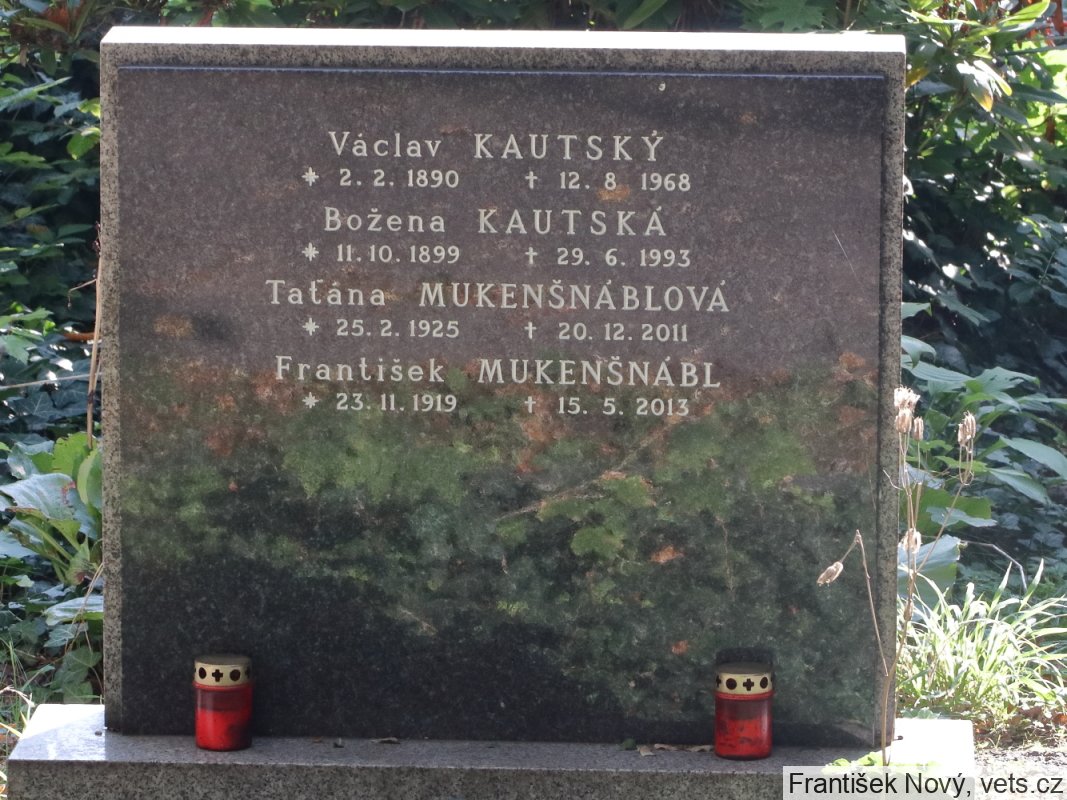 Václav KAUTSKÝ
* 2. 2. 1890 † 12. 8 1968
Božena KAUTSKÁ
* 11. 10. 1899 † 29. 6. 1993
Taťána MUKENŠNÁBLOVÁ
* 25. 2. 1925 † 20. 12. 2011
František MUKENŠNÁBL
* 23. 11. 1919 † 15. 5. 2013
František Nový, vets.cz